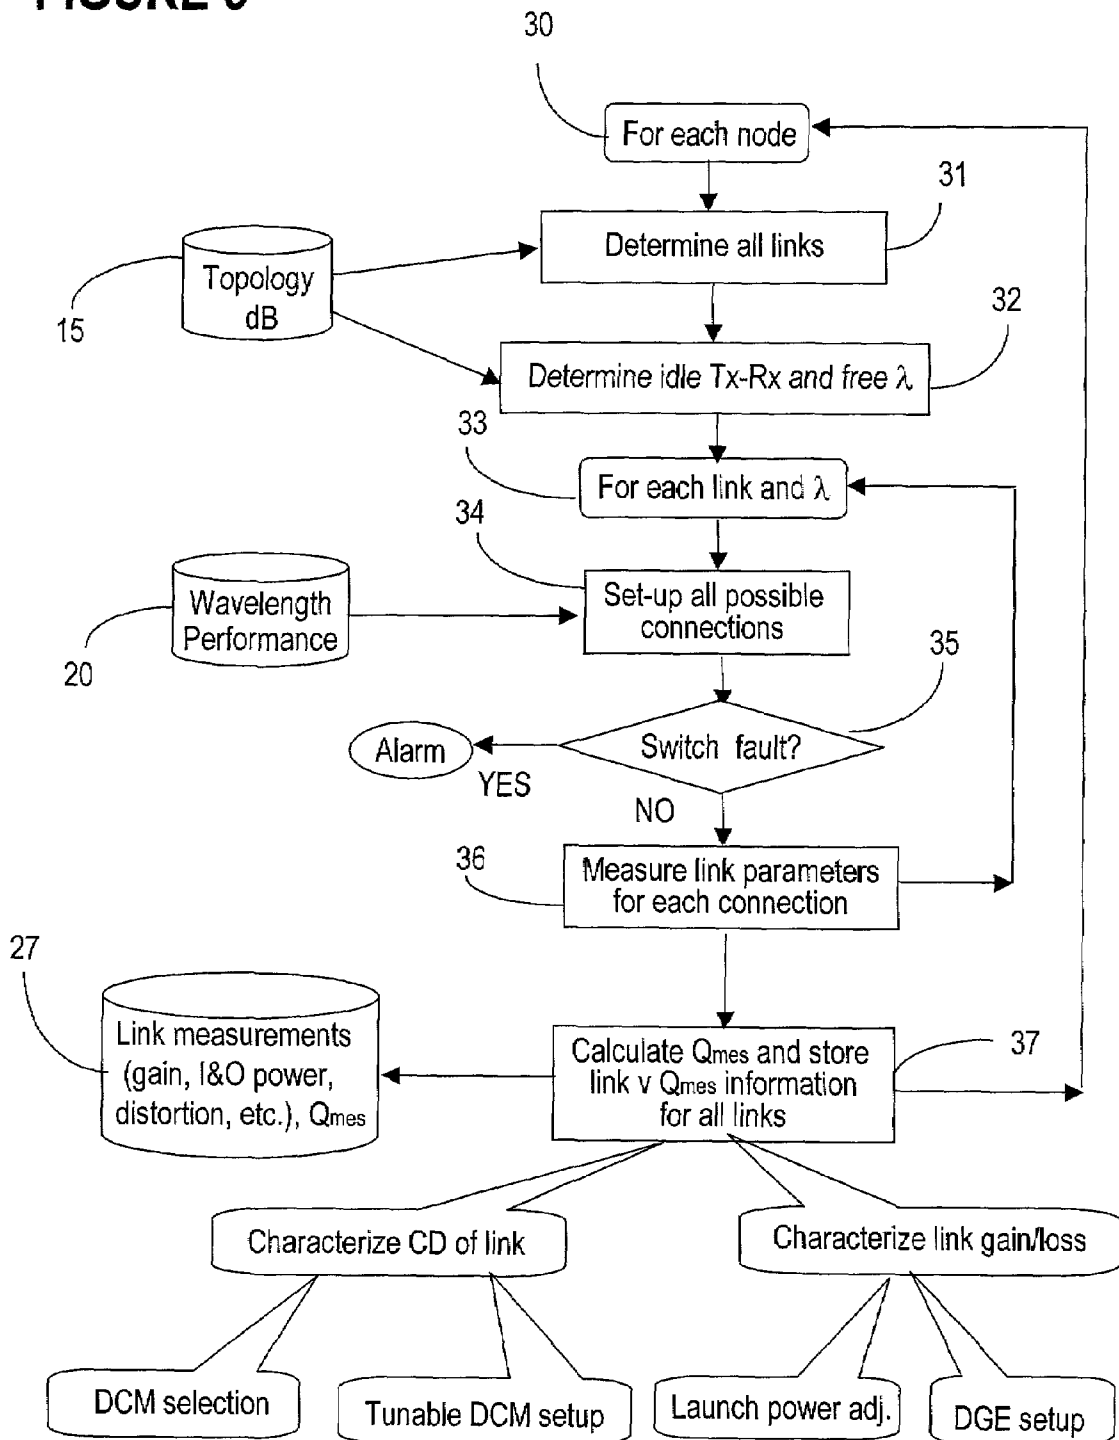 30
For each node
31
Determine all links
Topology
dB
15
32
Determine idle Tx-Rx and free λ
33
For each link and λ
34
Set-up all possible
connections
Wavelength
Performance
20
35
Switch fault?
Alarm
YES
NO
36
Measure link parameters
for each connection
27
Link measurements
(gain, I&O power,
distortion, etc.), Qmes
Calculate Qmes and store
link v Qmes information
for all links
37
Characterize CD of link
Characterize link gain/loss
DCM selection
Tunable DCM setup
Launch power adj.
DGE setup